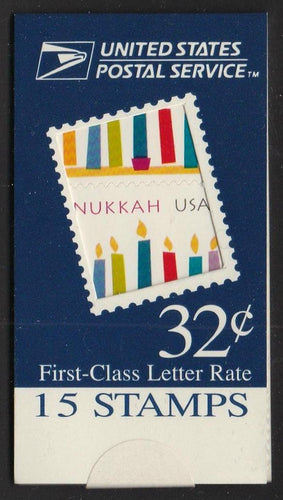 UNITED STATES
POSTAL SERVICE™
NUKKAH USA
32¢
First-Class Letter Rate
15 STAMPS